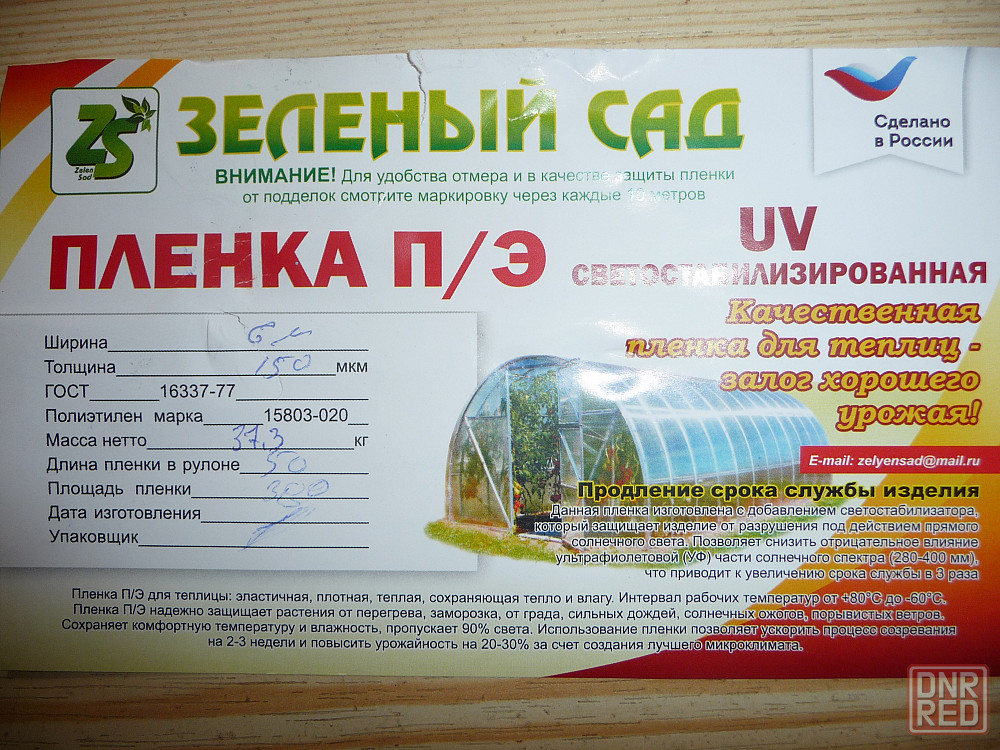 ZS
Zelen
Sad
ЗЕЛЕНЫЙ САД
Сделано
в России
ВНИМАНИЕ! Для удобства отмера и в качестве защиты пленки
от подделок смотрите маркировку через каждые 10 метров
ПЛЕНКА П/Э
UV
СВЕТОСТАБИЛИЗИРОВАННАЯ
Качественная
пленка для теплиц -
залог хорошего
урожая!
E-mail: zelyensad@mail.ru
Ширина 6 м
Толщина 150 мкм
ГОСТ 16337-77
Полиэтилен марка 15803-020
Масса нетто 37,3 кг
Длина пленки в рулоне 50
Площадь пленки 300
Дата изготовления
Упаковщик
Продление срока службы изделия
Данная пленка изготовлена с добавлением светостабилизатора,
который защищает изделие от разрушения под действием прямого
солнечного света. Позволяет снизить отрицательное влияние
ультрафиолетовой (УФ) части солнечного спектра (280-400 мм),
что приводит к увеличению срока службы в 3 раза
Пленка П/Э для теплицы: эластичная, плотная, теплая, сохраняющая тепло и влагу. Интервал рабочих температур от +80°C до -60°C.
Пленка П/Э надежно защищает растения от перегрева, заморозка, от града, сильных дождей, солнечных ожогов, порывистых ветров.
Сохраняет комфортную температуру и влажность, пропускает 90% света. Использование пленки позволяет ускорить процесс созревания
на 2-3 недели и повысить урожайность на 20-30% за счет создания лучшего микроклимата.
DNR
RED